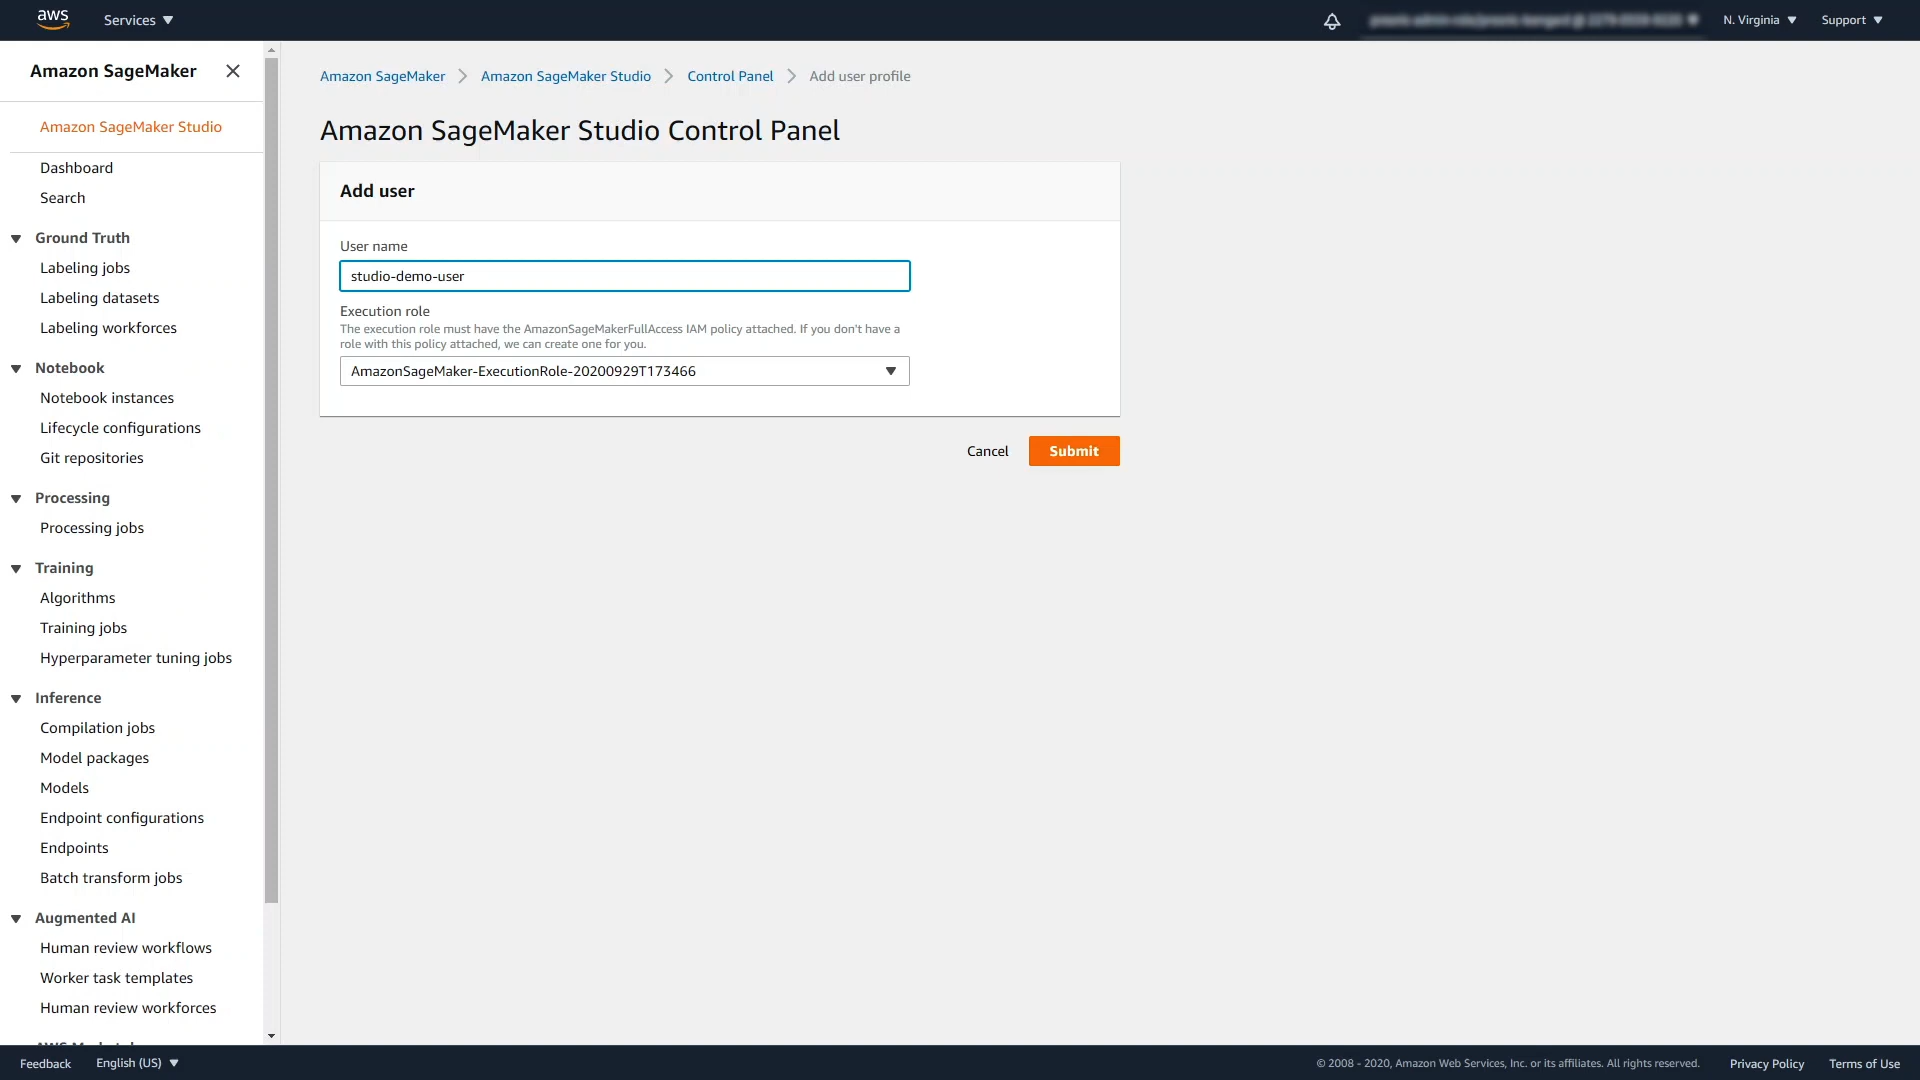 aws
Services
N. Virginia
Support
Amazon SageMaker
Amazon SageMaker Studio
Dashboard
Search
Ground Truth
Labeling jobs
Labeling datasets
Labeling workforces
Notebook
Notebook instances
Lifecycle configurations
Git repositories
Processing
Processing jobs
Training
Algorithms
Training jobs
Hyperparameter tuning jobs
Inference
Compilation jobs
Model packages
Models
Endpoint configurations
Endpoints
Batch transform jobs
Augmented AI
Human review workflows
Worker task templates
Human review workforces
Amazon SageMaker > Amazon SageMaker Studio > Control Panel > Add user profile
Amazon SageMaker Studio Control Panel
Add user
User name
studio-demo-user
Execution role
The execution role must have the AmazonSageMakerFullAccess IAM policy attached. If you don't have a
role with this policy attached, we can create one for you.
AmazonSageMaker-ExecutionRole-20200929T173466
Cancel
Submit
Feedback
English (US)
© 2008 - 2020, Amazon Web Services, Inc. or its affiliates. All rights reserved.
Privacy Policy
Terms of Use